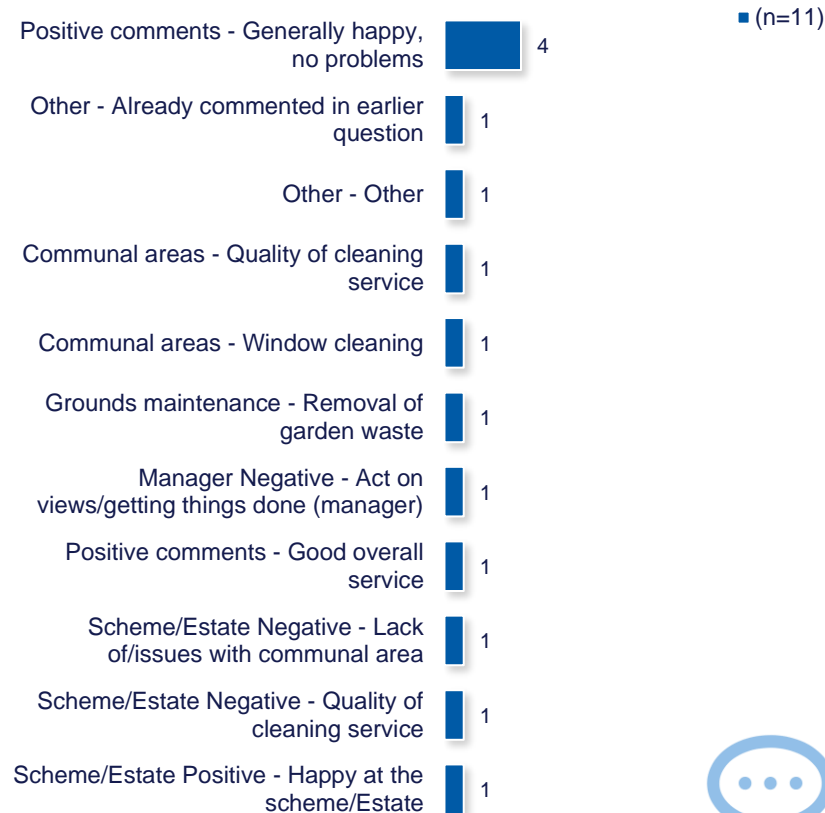 (n=11)
Positive comments - Generally happy,
no problems
4
Other - Already commented in earlier
question
1
Other - Other
1
Communal areas - Quality of cleaning
service
1
Communal areas - Window cleaning
1
Grounds maintenance - Removal of
garden waste
1
Manager Negative - Act on
views/getting things done (manager)
1
Positive comments - Good overall
service
1
Scheme/Estate Negative - Lack
of/issues with communal area
1
Scheme/Estate Negative - Quality of
cleaning service
1
Scheme/Estate Positive - Happy at the
scheme/Estate
1